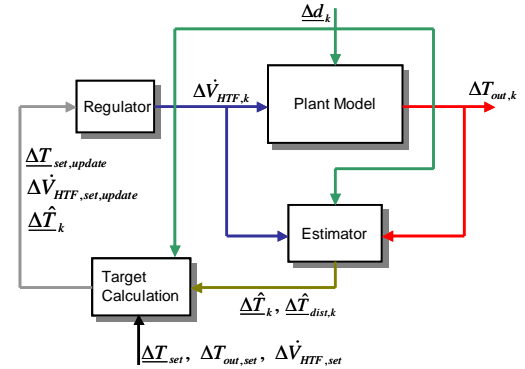 Δd_k
Regulator
ΔV̇_HTF,k
Plant Model
ΔT_out,k
ΔT_set,update
ΔV̇_HTF,set,update
ΔT̂_k
Estimator
Target
Calculation
ΔT̂_k, ΔT̂_dist,k
ΔT_set, ΔT_out,set, ΔV̇_HTF,set